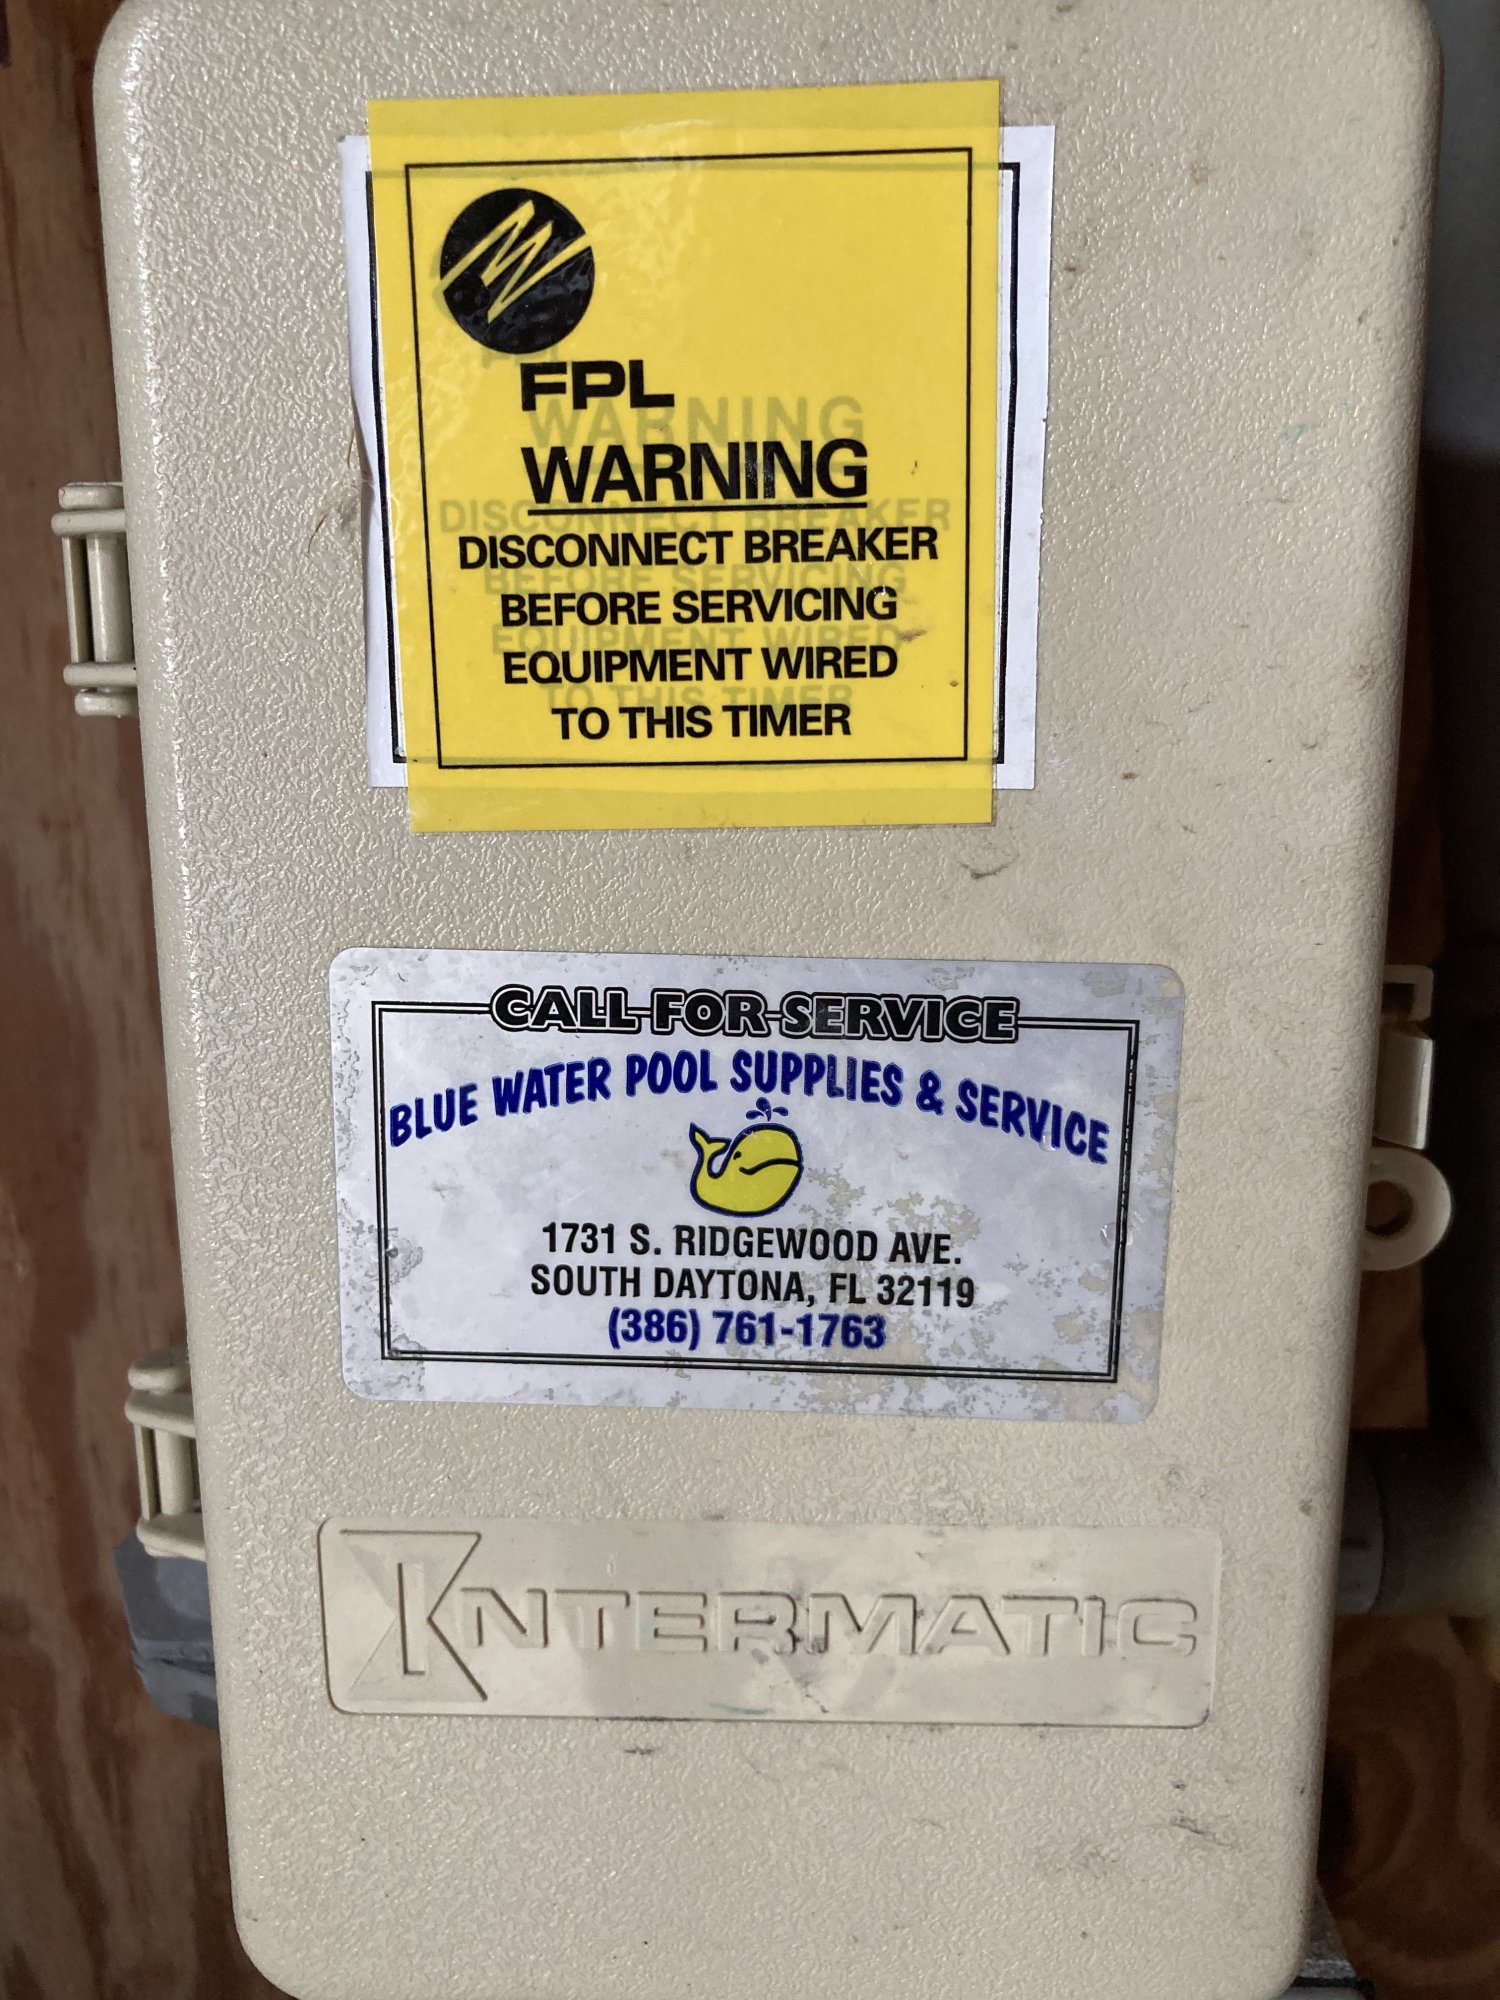 FPL
WARNING
DISCONNECT BREAKER
BEFORE SERVICING
EQUIPMENT WIRED
TO THIS TIMER
CALL FOR SERVICE
BLUE WATER POOL SUPPLIES & SERVICE
1731 S. RIDGEWOOD AVE.
SOUTH DAYTONA, FL 32119
(386) 761-1763
INTERMATIC